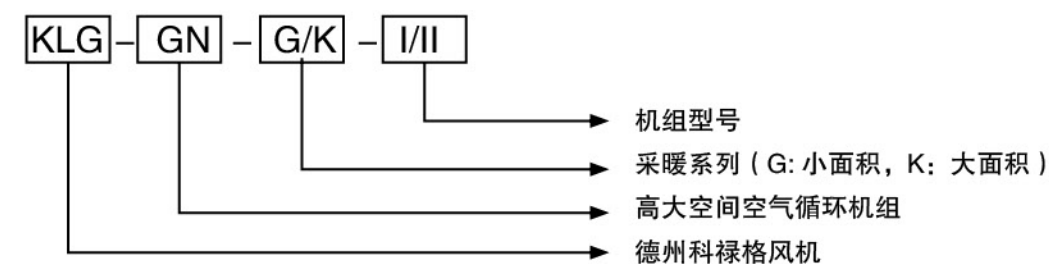 KLG – GN – G/K – I/II
机组型号
采暖系列（G: 小面积，K：大面积）
高大空间空气循环机组
德州科禄格风机